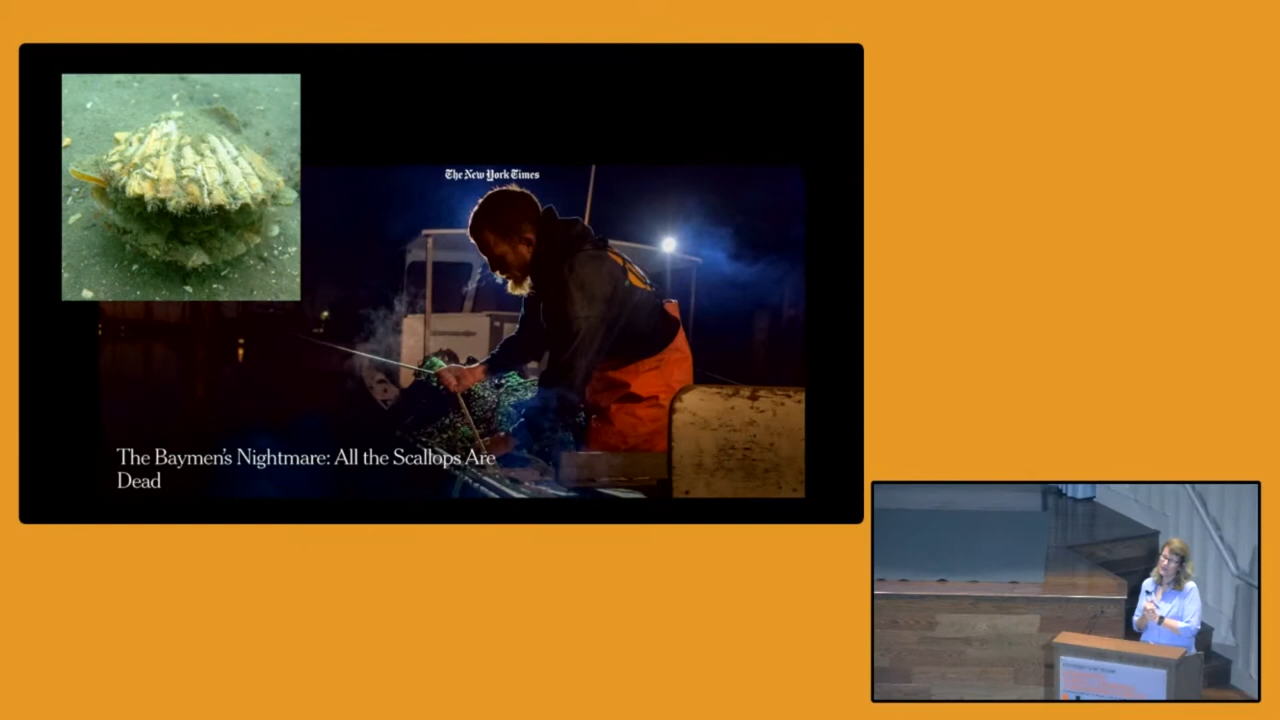 The New York Times
The Baymen's Nightmare: All the Scallops Are
Dead